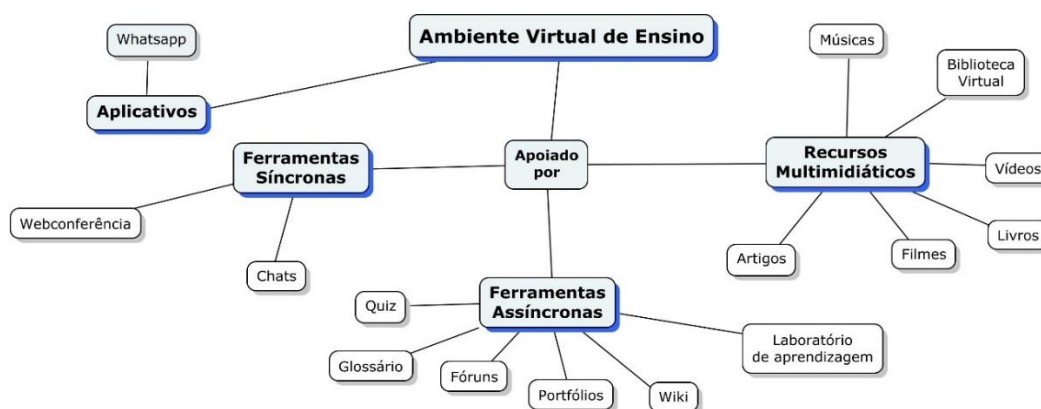 Ambiente Virtual de Ensino
Whatsapp
Aplicativos
Músicas
Biblioteca
Virtual
Ferramentas
Síncronas
Apoiado
por
Recursos
Multimidiáticos
Vídeos
Webconferência
Chats
Artigos
Filmes
Livros
Ferramentas
Assíncronas
Quiz
Glossário
Fóruns
Portfólios
Wiki
Laboratório
de aprendizagem